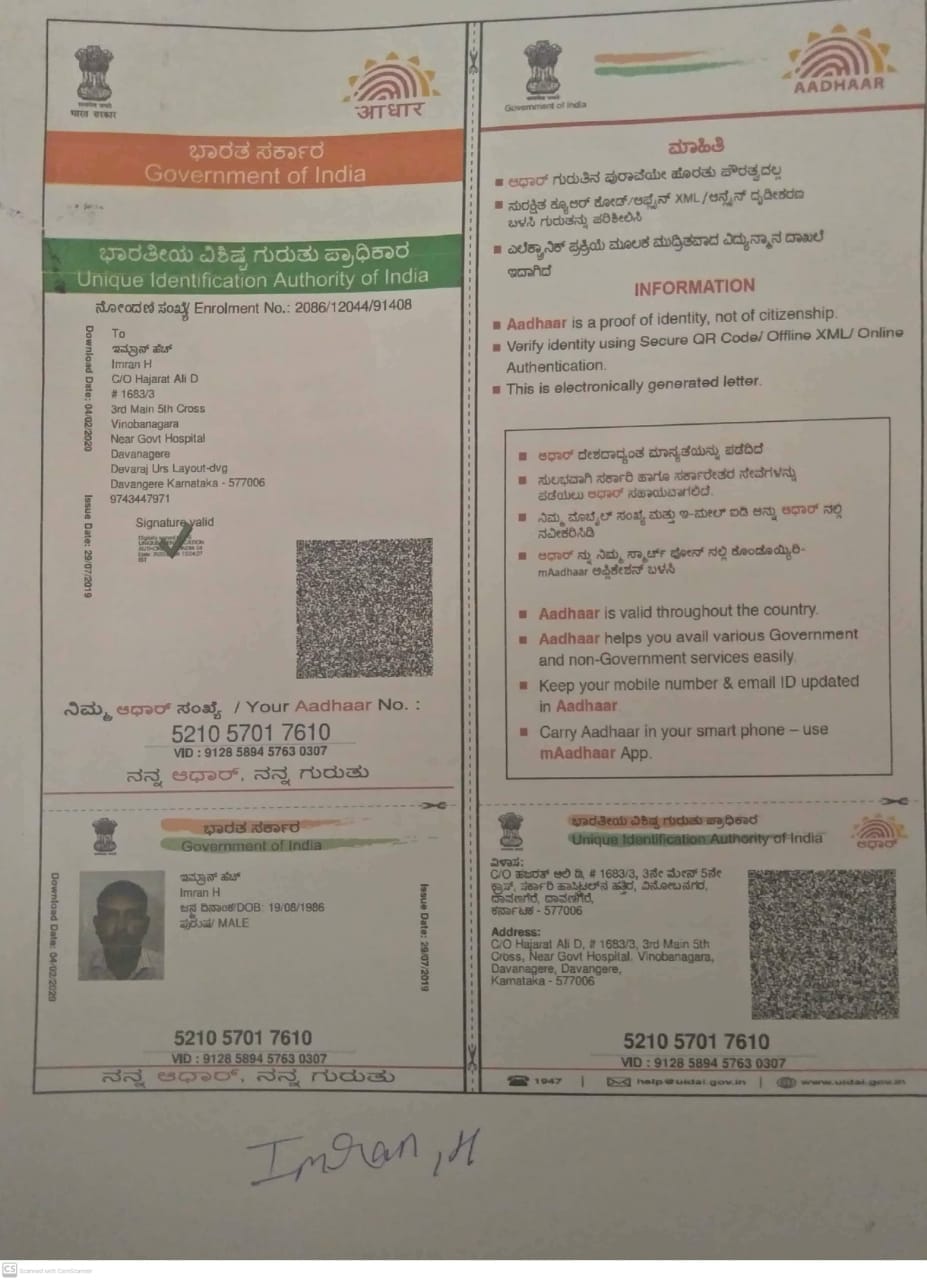 सत्यमेव जयते
भारत सरकार
आधार
ಭಾರತ ಸರ್ಕಾರ
Government of India
ಭಾರತೀಯ ವಿಶಿಷ್ಟ ಗುರುತು ಪ್ರಾಧಿಕಾರ
Unique Identification Authority of India
ನೋಂದಣಿ ಸಂಖ್ಯೆ/ Enrolment No.: 2086/12044/91408
Download Date: 04/02/2020
Issue Date: 29/07/2019
To
ಇಮ್ರಾನ್ ಹೆಚ್
Imran H
C/O Hajarat Ali D
# 1683/3
3rd Main 5th Cross
Vinobanagara
Near Govt Hospital
Davanagere
Devaraj Urs Layout-dvg
Davangere Karnataka - 577006
9743447971
Signature valid
ನಿಮ್ಮ ಆಧಾರ್ ಸಂಖ್ಯೆ / Your Aadhaar No. :
5210 5701 7610
VID : 9128 5894 5763 0307
ನನ್ನ ಆಧಾರ್, ನನ್ನ ಗುರುತು
Government of India
AADHAAR
ಮಾಹಿತಿ
ಆಧಾರ್ ಗುರುತಿನ ಪುರಾವೆಯೇ ಹೊರತು ಪೌರತ್ವದಲ್ಲ
ಸುರಕ್ಷಿತ ಕ್ಯೂಆರ್ ಕೋಡ್/ಆಫ್ಲೈನ್ XML /ಆನ್ಲೈನ್ ದೃಢೀಕರಣ
ಬಳಸಿ ಗುರುತನ್ನು ಪರಿಶೀಲಿಸಿ
ಎಲೆಕ್ಟ್ರಾನಿಕ್ ಪ್ರಕ್ರಿಯೆ ಮೂಲಕ ಮುದ್ರಿತವಾದ ವಿದ್ಯುನ್ಮಾನ ದಾಖಲೆ
ಇದಾಗಿದೆ
INFORMATION
Aadhaar is a proof of identity, not of citizenship.
Verify identity using Secure QR Code/ Offline XML/ Online
Authentication.
This is electronically generated letter.
ಆಧಾರ್ ದೇಶದಾದ್ಯಂತ ಮಾನ್ಯತೆಯನ್ನು ಪಡೆದಿದೆ
ಸುಲಭವಾಗಿ ಸರ್ಕಾರಿ ಹಾಗೂ ಸರ್ಕಾರೇತರ ಸೇವೆಗಳನ್ನು
ಪಡೆಯಲು ಆಧಾರ್ ಸಹಾಯವಾಗಲಿದೆ.
ನಿಮ್ಮ ಮೊಬೈಲ್ ಸಂಖ್ಯೆ ಮತ್ತು ಇ-ಮೇಲ್ ಐಡಿ ಅನ್ನು ಆಧಾರ್ ನಲ್ಲಿ
ನವೀಕರಿಸಿಡಿ
ಆಧಾರ್ ನ್ನು ನಿಮ್ಮ ಸ್ಮಾರ್ಟ್ ಫೋನ್ ನಲ್ಲಿ ಕೊಂಡೊಯ್ಯಿರಿ-
mAadhaar ಅಪ್ಲಿಕೇಶನ್ ಬಳಸಿ
Aadhaar is valid throughout the country.
Aadhaar helps you avail various Government
and non-Government services easily.
Keep your mobile number & email ID updated
in Aadhaar
Carry Aadhaar in your smart phone – use
mAadhaar App.
ಭಾರತ ಸರ್ಕಾರ
Government of India
Download Date: 04/02/2020
ಇಮ್ರಾನ್ ಹೆಚ್
Imran H
ಜನ್ಮ ದಿನಾಂಕ/DOB: 19/08/1986
ಪುರುಷ/ MALE
Issue Date: 29/07/2019
5210 5701 7610
VID : 9128 5894 5763 0307
ನನ್ನ ಆಧಾರ್, ನನ್ನ ಗುರುತು
ಭಾರತೀಯ ವಿಶಿಷ್ಟ ಗುರುತು ಪ್ರಾಧಿಕಾರ
Unique Identification Authority of India
ಆಧಾರ್
ವಿಳಾಸ:
C/O ಹಜರತ್ ಅಲಿ ಡಿ, # 1683/3, 3ನೇ ಮೇನ್ 5ನೇ
ಕ್ರಾಸ್, ಸರ್ಕಾರಿ ಹಾಸ್ಪಿಟಲ್‌ನ ಹತ್ತಿರ, ವಿನೋಬನಗರ,
ದಾವಣಗೆರೆ, ದಾವಣಗೆರೆ,
ಕರ್ನಾಟಕ - 577006
Address:
C/O Hajarat Ali D, # 1683/3, 3rd Main 5th
Cross, Near Govt Hospital, Vinobanagara,
Davanagere, Davangere,
Karnataka - 577006
5210 5701 7610
VID : 9128 5894 5763 0307
1947 | help@uidai.gov.in | www.uidai.gov.in
Imran, H
CS Scanned with CamScanner